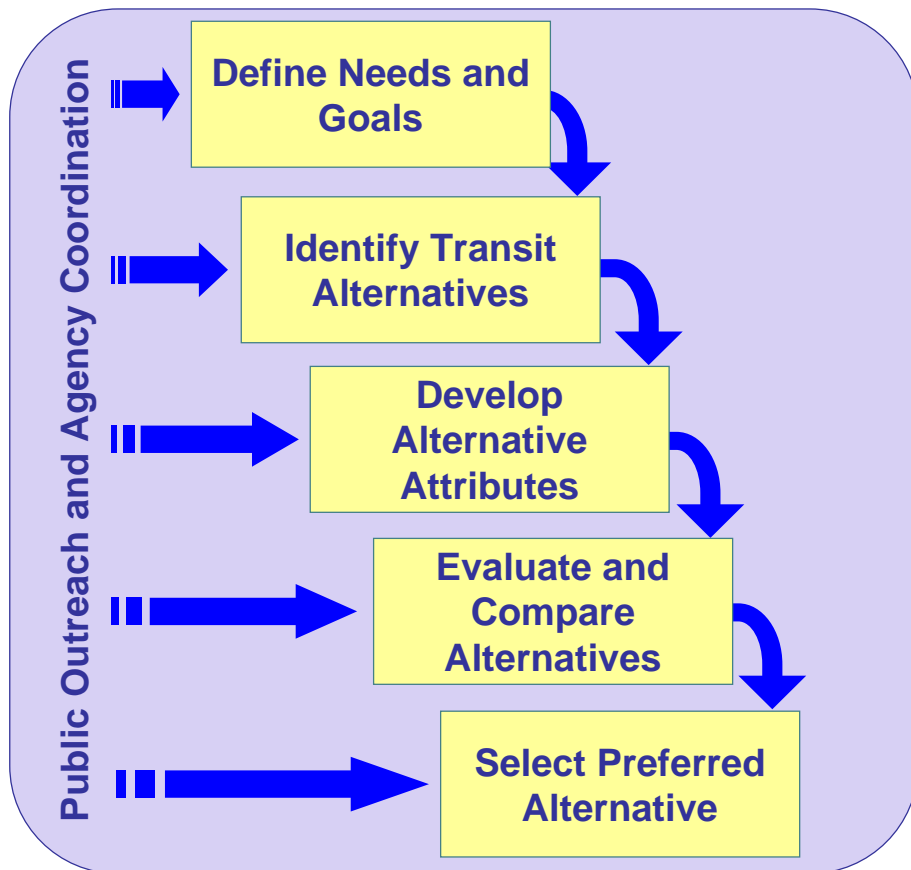 Public Outreach and Agency Coordination
Define Needs and
Goals
Identify Transit
Alternatives
Develop
Alternative
Attributes
Evaluate and
Compare
Alternatives
Select Preferred
Alternative